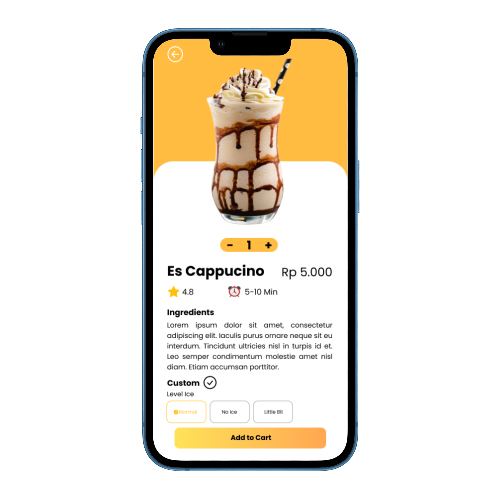 - 1 +
Es Cappucino Rp 5.000
4.8 5-10 Min
Ingredients
Lorem ipsum dolor sit amet, consectetur
adipiscing elit. Iaculis purus ornare neque sit eu
interdum. Tincidunt ultricies nisl in turpis id et.
Leo semper condimentum molestie amet nisl
diam. Etiam accumsan porttitor.
Custom
Level Ice
Normal No Ice Little Bit
Add to Cart